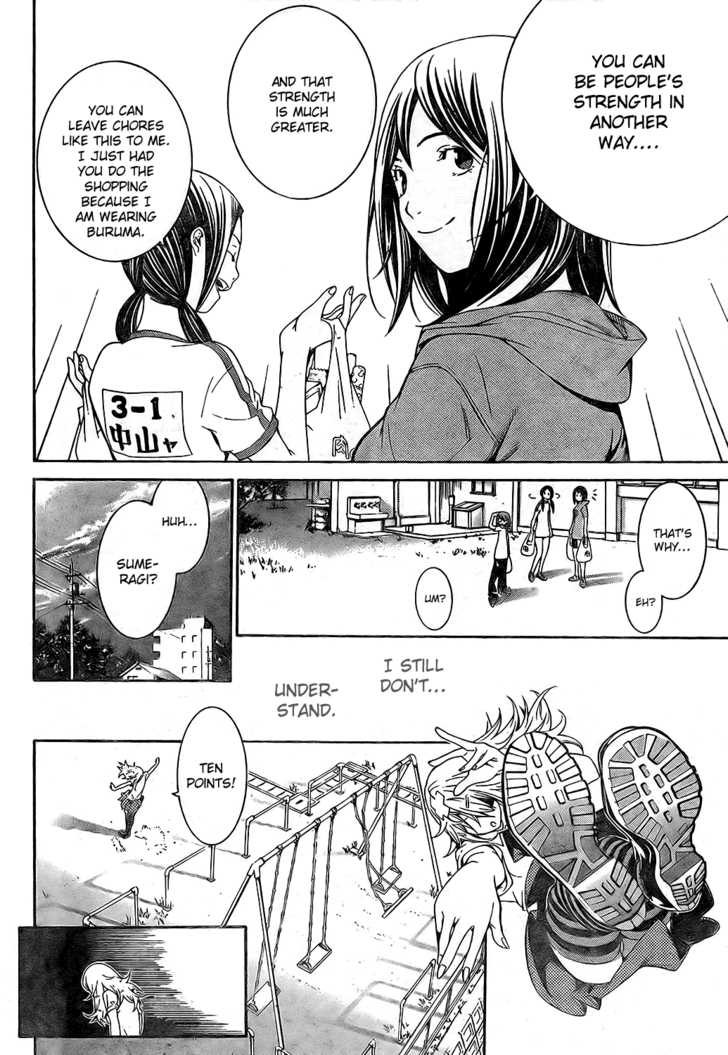 YOU CAN
BE PEOPLE'S
STRENGTH IN
ANOTHER
WAY....
AND THAT
STRENGTH
IS MUCH
GREATER.
YOU CAN
LEAVE CHORES
LIKE THIS TO ME.
I JUST HAD
YOU DO THE
SHOPPING
BECAUSE I
AM WEARING
BURUMA.
3-1
中山ャ
THAT'S
WHY...
EH?
UM?
HUH...
SUME-
RAGI?
I STILL
DON'T...
UNDER-
STAND.
TEN
POINTS!